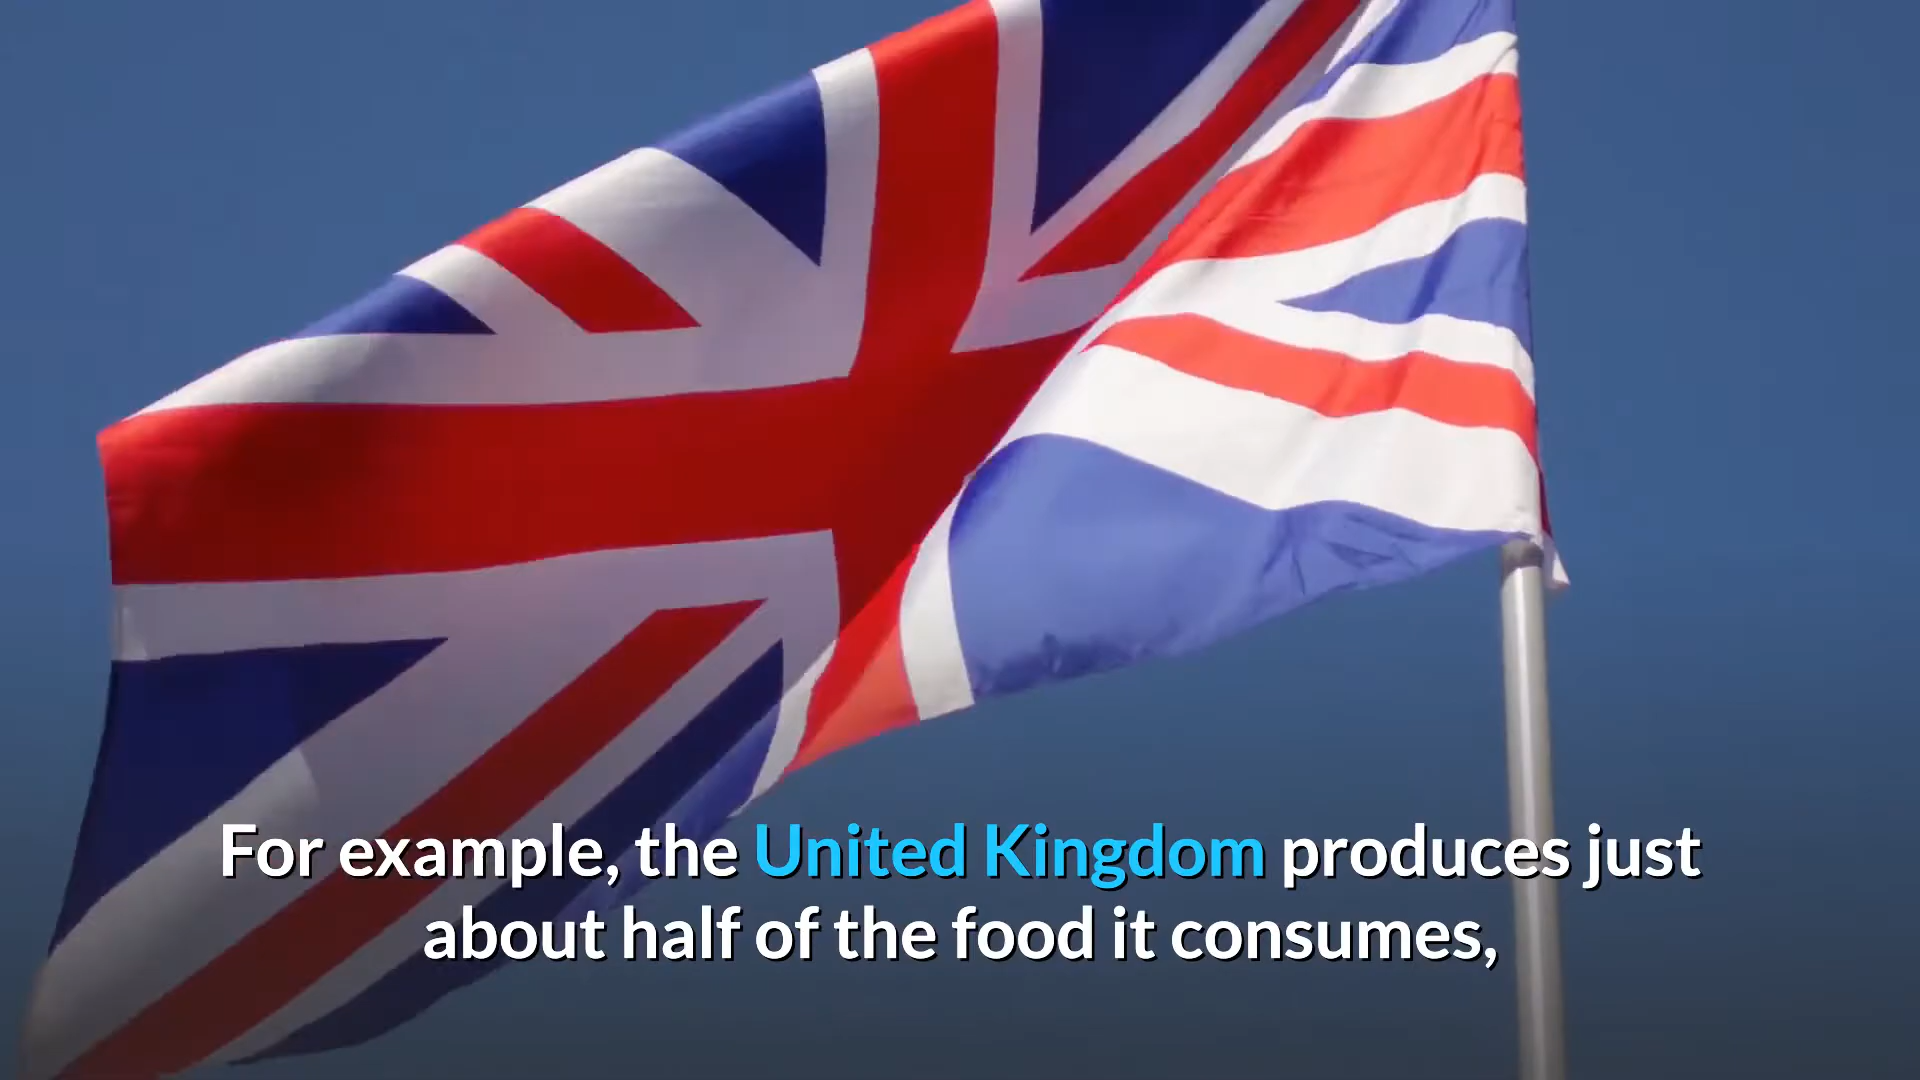 For example, the United Kingdom produces just
about half of the food it consumes,